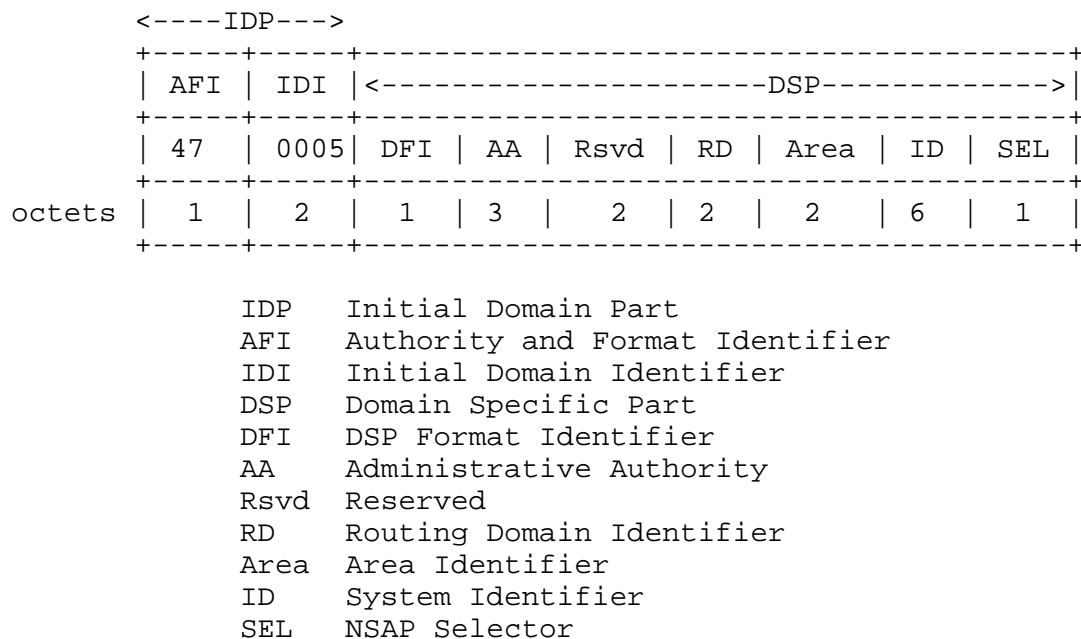 <----IDP--->
+-----+-----+----------------------------------------+
| AFI | IDI |<----------------------DSP------------->|
+-----+-----+----------------------------------------+
| 47 | 0005| DFI | AA | Rsvd | RD | Area | ID | SEL |
+-----+-----+----------------------------------------+
octets | 1 | 2 | 1 |3 | 2 | 2 | 2 |6 | 1 |
+-----+-----+----------------------------------------+
IDP Initial Domain Part
AFI Authority and Format Identifier
IDI Initial Domain Identifier
DSP Domain Specific Part
DFI DSP Format Identifier
AA Administrative Authority
Rsvd Reserved
RD Routing Domain Identifier
Area Area Identifier
ID System Identifier
SEL NSAP Selector